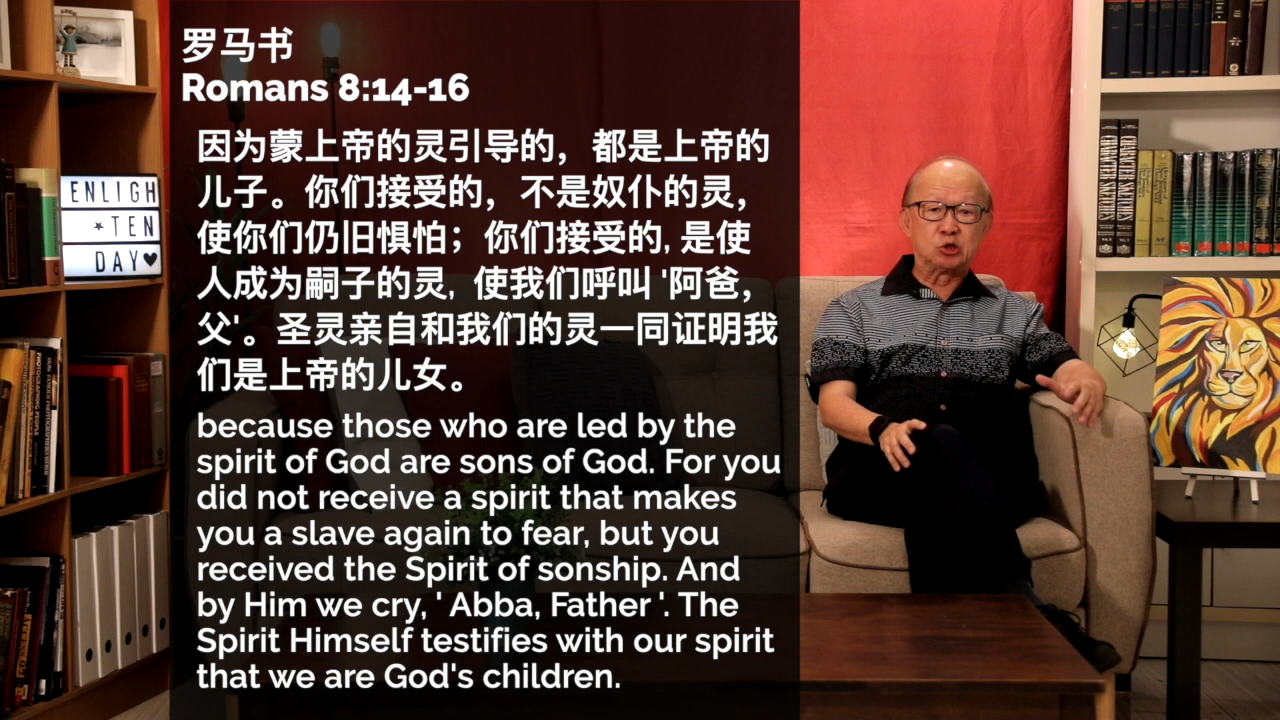 罗马书
Romans 8:14-16
因为蒙上帝的灵引导的，都是上帝的
儿子。你们接受的，不是奴仆的灵，
使你们仍旧惧怕；你们接受的, 是使
人成为嗣子的灵，使我们呼叫 '阿爸，
父'。圣灵亲自和我们的灵一同证明我
们是上帝的儿女。
because those who are led by the
spirit of God are sons of God. For you
did not receive a spirit that makes
you a slave again to fear, but you
received the Spirit of sonship. And
by Him we cry, ' Abba, Father '. The
Spirit Himself testifies with our spirit
that we are God's children.
ENLIGH
TEN
DAY